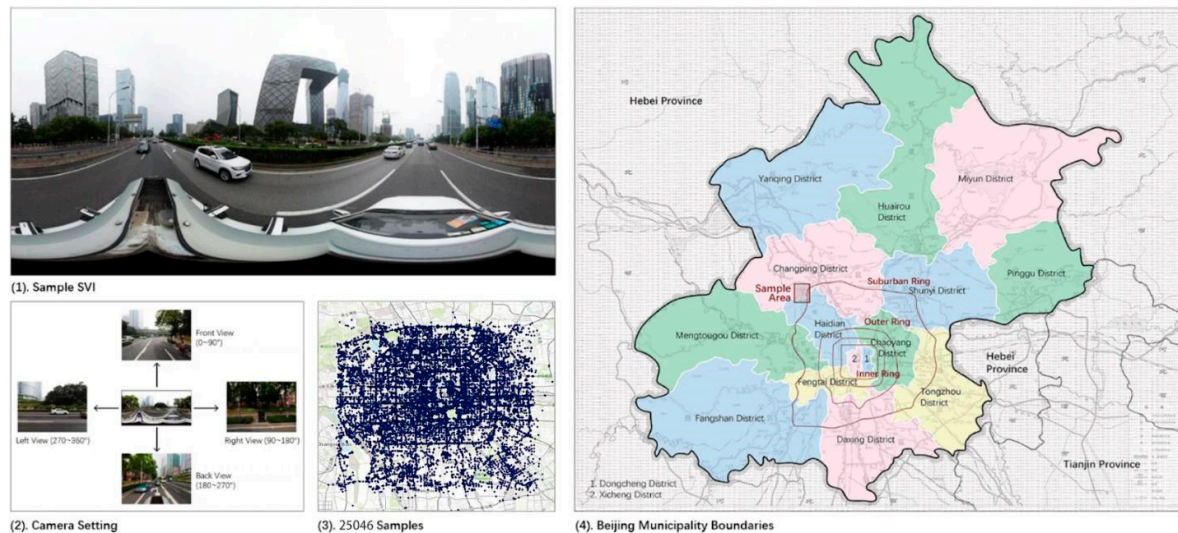 (1). Sample SVI
Front View
(0~90°)
Left View (270~360°)
Right View (90~180°)
Back View
(180~270°)
(2). Camera Setting
(3). 25046 Samples
Hebei Province
Yanqing District
Miyun District
Huairou
District
Changping District
Pinggu District
Suburban Ring
Shunyi District
Sample
Area
Outer Ring
Mengtougou District
Haidian
District
Chaoyang
District
2
1
Inner Ring
Hebei
Province
Fengtai District
Tongzhou
District
Fangshan District
Daxing District
Tianjin Province
1. Dongcheng District
2. Xicheng District
(4). Beijing Municipality Boundaries